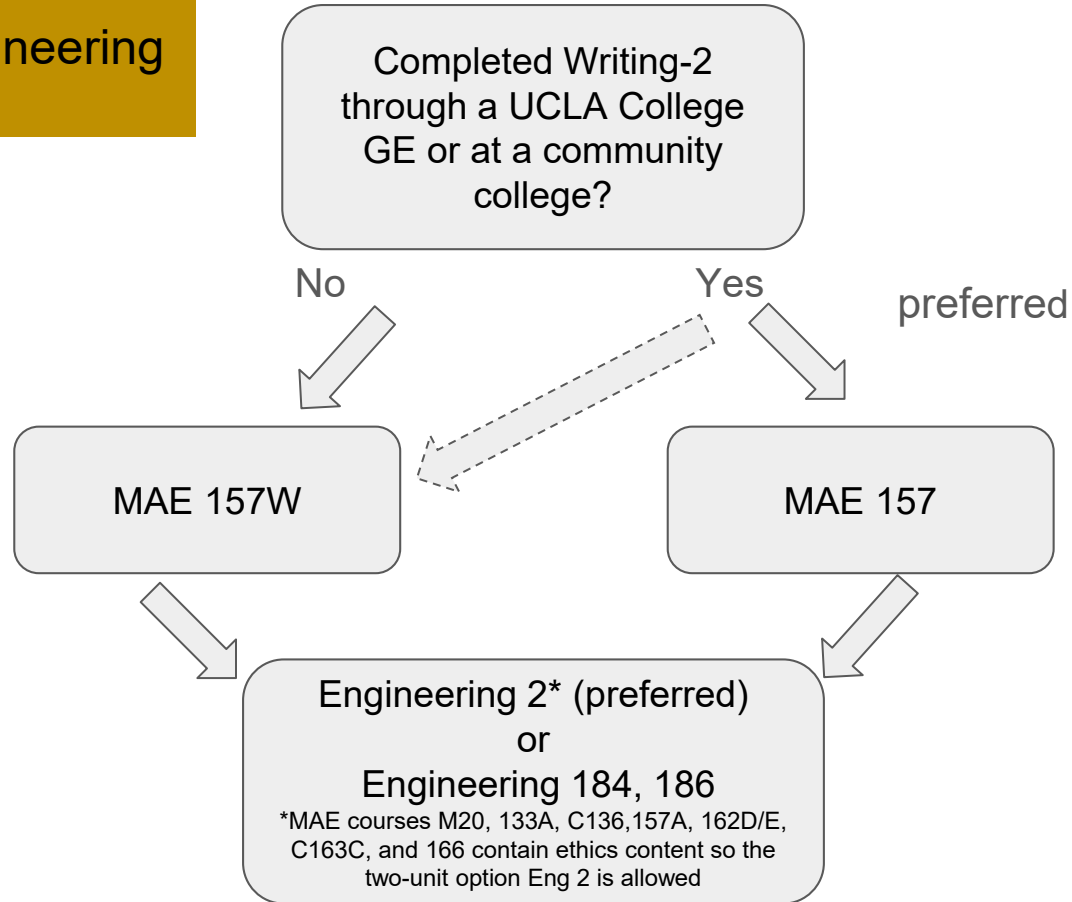 neering
Completed Writing-2
through a UCLA College
GE or at a community
college?
No
Yes
preferred
MAE 157W
MAE 157
Engineering 2* (preferred)
or
Engineering 184, 186
*MAE courses M20, 133A, C136,157A, 162D/E,
C163C, and 166 contain ethics content so the
two-unit option Eng 2 is allowed